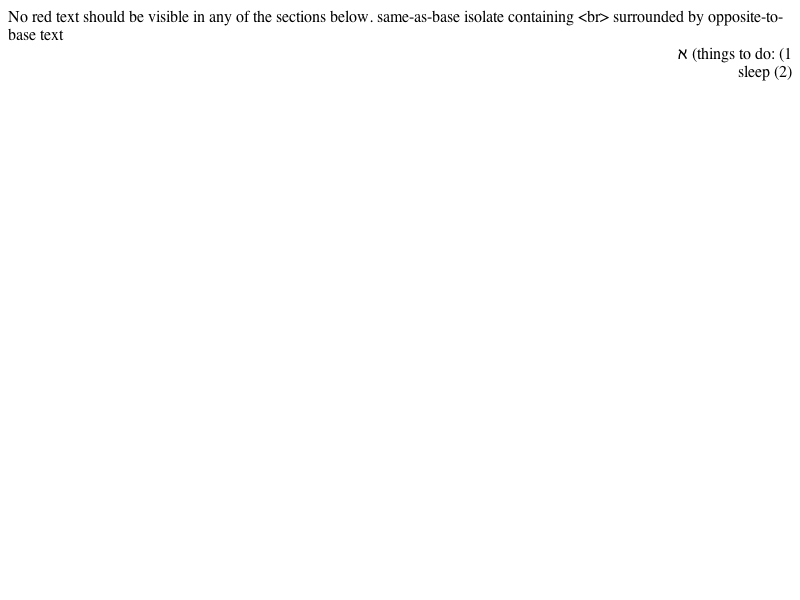 No red text should be visible in any of the sections below. same-as-base isolate containing <br> surrounded by opposite-to-
base text
א (things to do: (1
sleep (2)